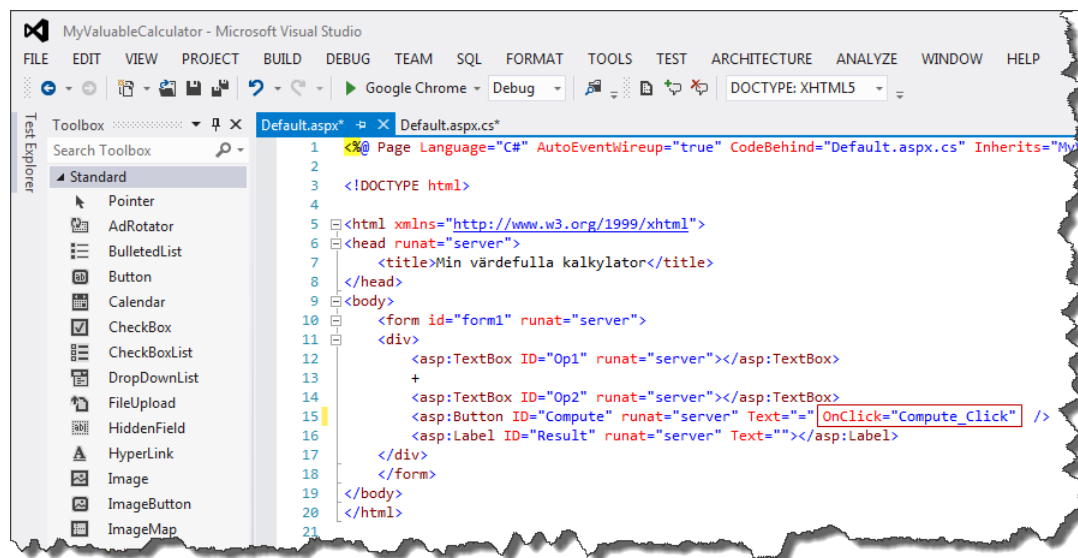 MyValuableCalculator - Microsoft Visual Studio
FILE EDIT VIEW PROJECT BUILD DEBUG TEAM SQL FORMAT TOOLS TEST ARCHITECTURE ANALYZE WINDOW HELP
Google Chrome Debug DOCTYPE: XHTML5
Test Explorer
Toolbox
Search Toolbox
Standard
Pointer
AdRotator
BulletedList
Button
Calendar
CheckBox
CheckBoxList
DropDownList
FileUpload
HiddenField
HyperLink
Image
ImageButton
ImageMap
Default.aspx* Default.aspx.cs*
1 <%@ Page Language="C#" AutoEventWireup="true" CodeBehind="Default.aspx.cs" Inherits="My
2
3 <!DOCTYPE html>
4
5 <html xmlns="http://www.w3.org/1999/xhtml">
6 <head runat="server">
7 <title>Min värdefulla kalkylator</title>
8 </head>
9 <body>
10 <form id="form1" runat="server">
11 <div>
12 <asp:TextBox ID="Op1" runat="server"></asp:TextBox>
13 +
14 <asp:TextBox ID="Op2" runat="server"></asp:TextBox>
15 <asp:Button ID="Compute" runat="server" Text="=" OnClick="Compute_Click" />
16 <asp:Label ID="Result" runat="server" Text=""></asp:Label>
17 </div>
18 </form>
19 </body>
20 </html>
21